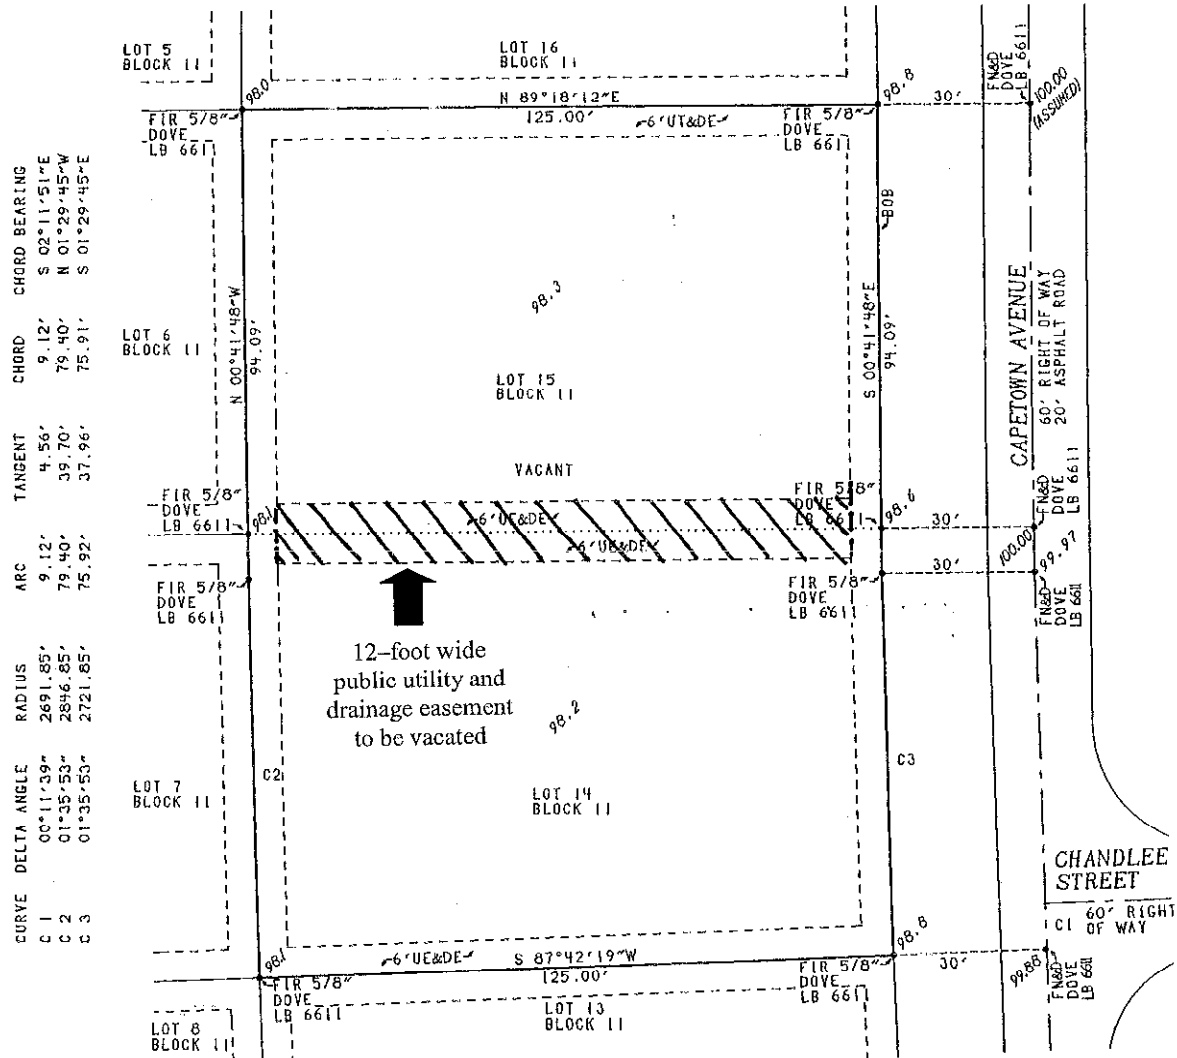 LOT 5
BLOCK 11
LOT 16
BLOCK 11
98.0
98.8
N 89°18'12"E
125.00'
6'UT&DE
30'
FN&D
DOVE
LB 6611
100.00
(ASSUMED)
FIR 5/8"
DOVE
LB 6611
FIR 5/8"
DOVE
LB 6611
BOB
LOT 6
BLOCK 11
N 00°41'48"W
94.09'
98.3
LOT 15
BLOCK 11
VACANT
S 00°41'48"E
94.09'
CAPETOWN AVENUE
60' RIGHT OF WAY
20' ASPHALT ROAD
FIR 5/8"
DOVE
LB 6611
98.1
6'UE&DE
6'UE&DE
FIR 5/8"
DOVE
LB 6611
98.6
30'
100.00
FN&D
DOVE
LB 6611
FIR 5/8"
DOVE
LB 6611
FIR 5/8"
DOVE
LB 6611
30'
99.97
FN&D
DOVE
LB 6611
12-foot wide
public utility and
drainage easement
to be vacated
98.2
LOT 7
BLOCK 11
C2
LOT 14
BLOCK 11
C3
CHANDLEE
STREET
C1 60' RIGHT
OF WAY
98.1
6'UE&DE
S 87°42'19"W
125.00'
98.8
30'
99.88
FN&D
DOVE
LB 6611
FIR 5/8"
DOVE
LB 6611
FIR 5/8"
DOVE
LB 6611
LOT 13
BLOCK 11
LOT 8
BLOCK 11
CURVE DELTA ANGLE RADIUS ARC TANGENT CHORD CHORD BEARING
C 1 00°11'39" 2691.85' 9.12' 4.56' 9.12' S 02°11'51"E
C 2 01°35'53" 2846.85' 79.40' 39.70' 79.40' N 01°29'45"W
C 3 01°35'53" 2721.85' 75.92' 37.96' 75.91' S 01°29'45"E